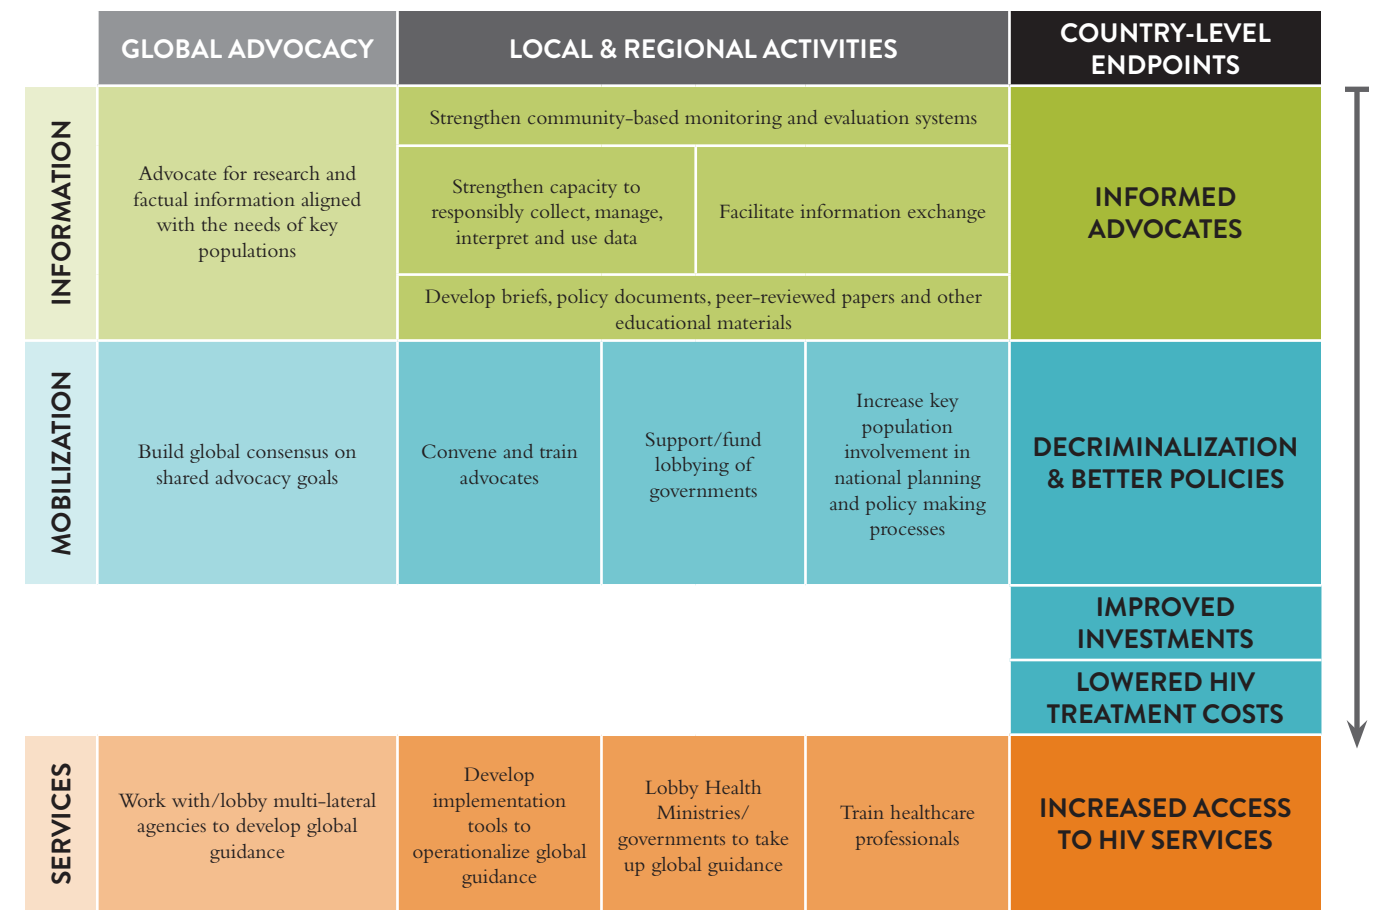 GLOBAL ADVOCACY
LOCAL & REGIONAL ACTIVITIES
COUNTRY-LEVEL
ENDPOINTS
INFORMATION
Advocate for research and
factual information aligned
with the needs of key
populations
Strengthen community-based monitoring and evaluation systems
Strengthen capacity to
responsibly collect, manage,
interpret and use data
Facilitate information exchange
Develop briefs, policy documents, peer-reviewed papers and other
educational materials
INFORMED
ADVOCATES
MOBILIZATION
Build global consensus on
shared advocacy goals
Convene and train
advocates
Support/fund
lobbying of
governments
Increase key
population
involvement in
national planning
and policy making
processes
DECRIMINALIZATION
& BETTER POLICIES
IMPROVED
INVESTMENTS
LOWERED HIV
TREATMENT COSTS
SERVICES
Work with/lobby multi-lateral
agencies to develop global
guidance
Develop
implementation
tools to
operationalize global
guidance
Lobby Health
Ministries/
governments to take
up global guidance
Train healthcare
professionals
INCREASED ACCESS
TO HIV SERVICES